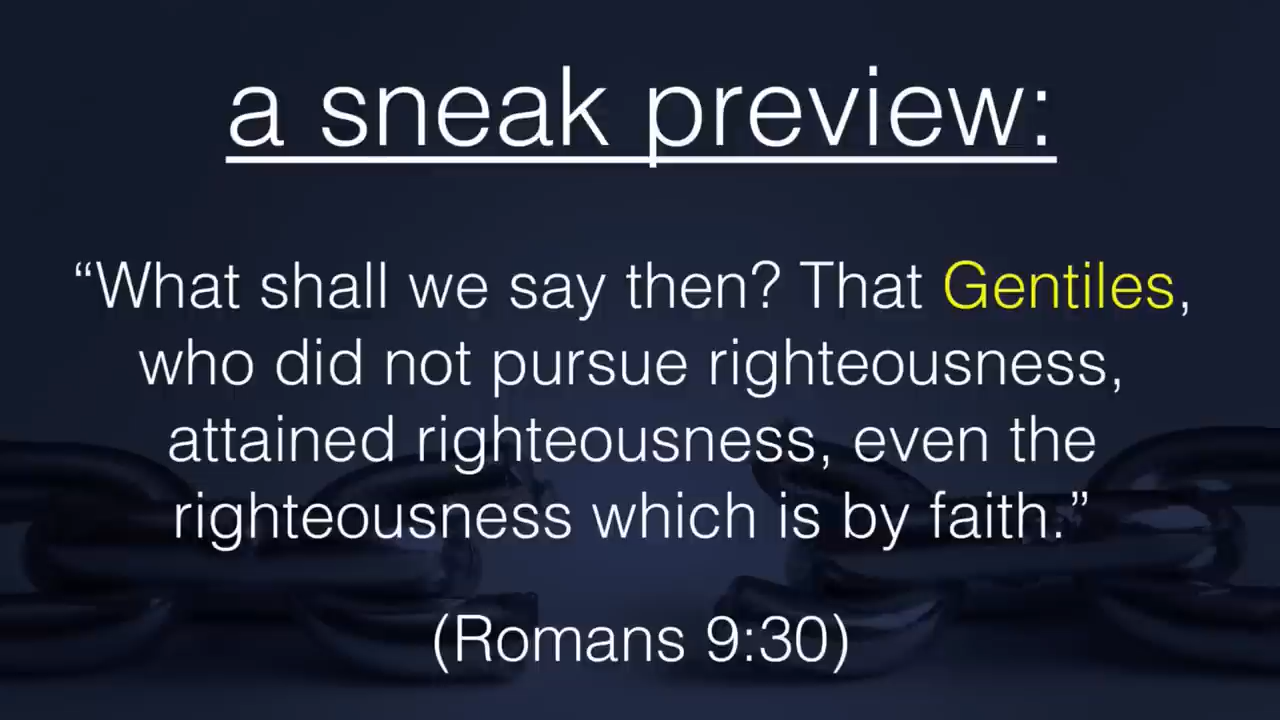 a sneak preview:
“What shall we say then? That Gentiles,
who did not pursue righteousness,
attained righteousness, even the
righteousness which is by faith.”
(Romans 9:30)